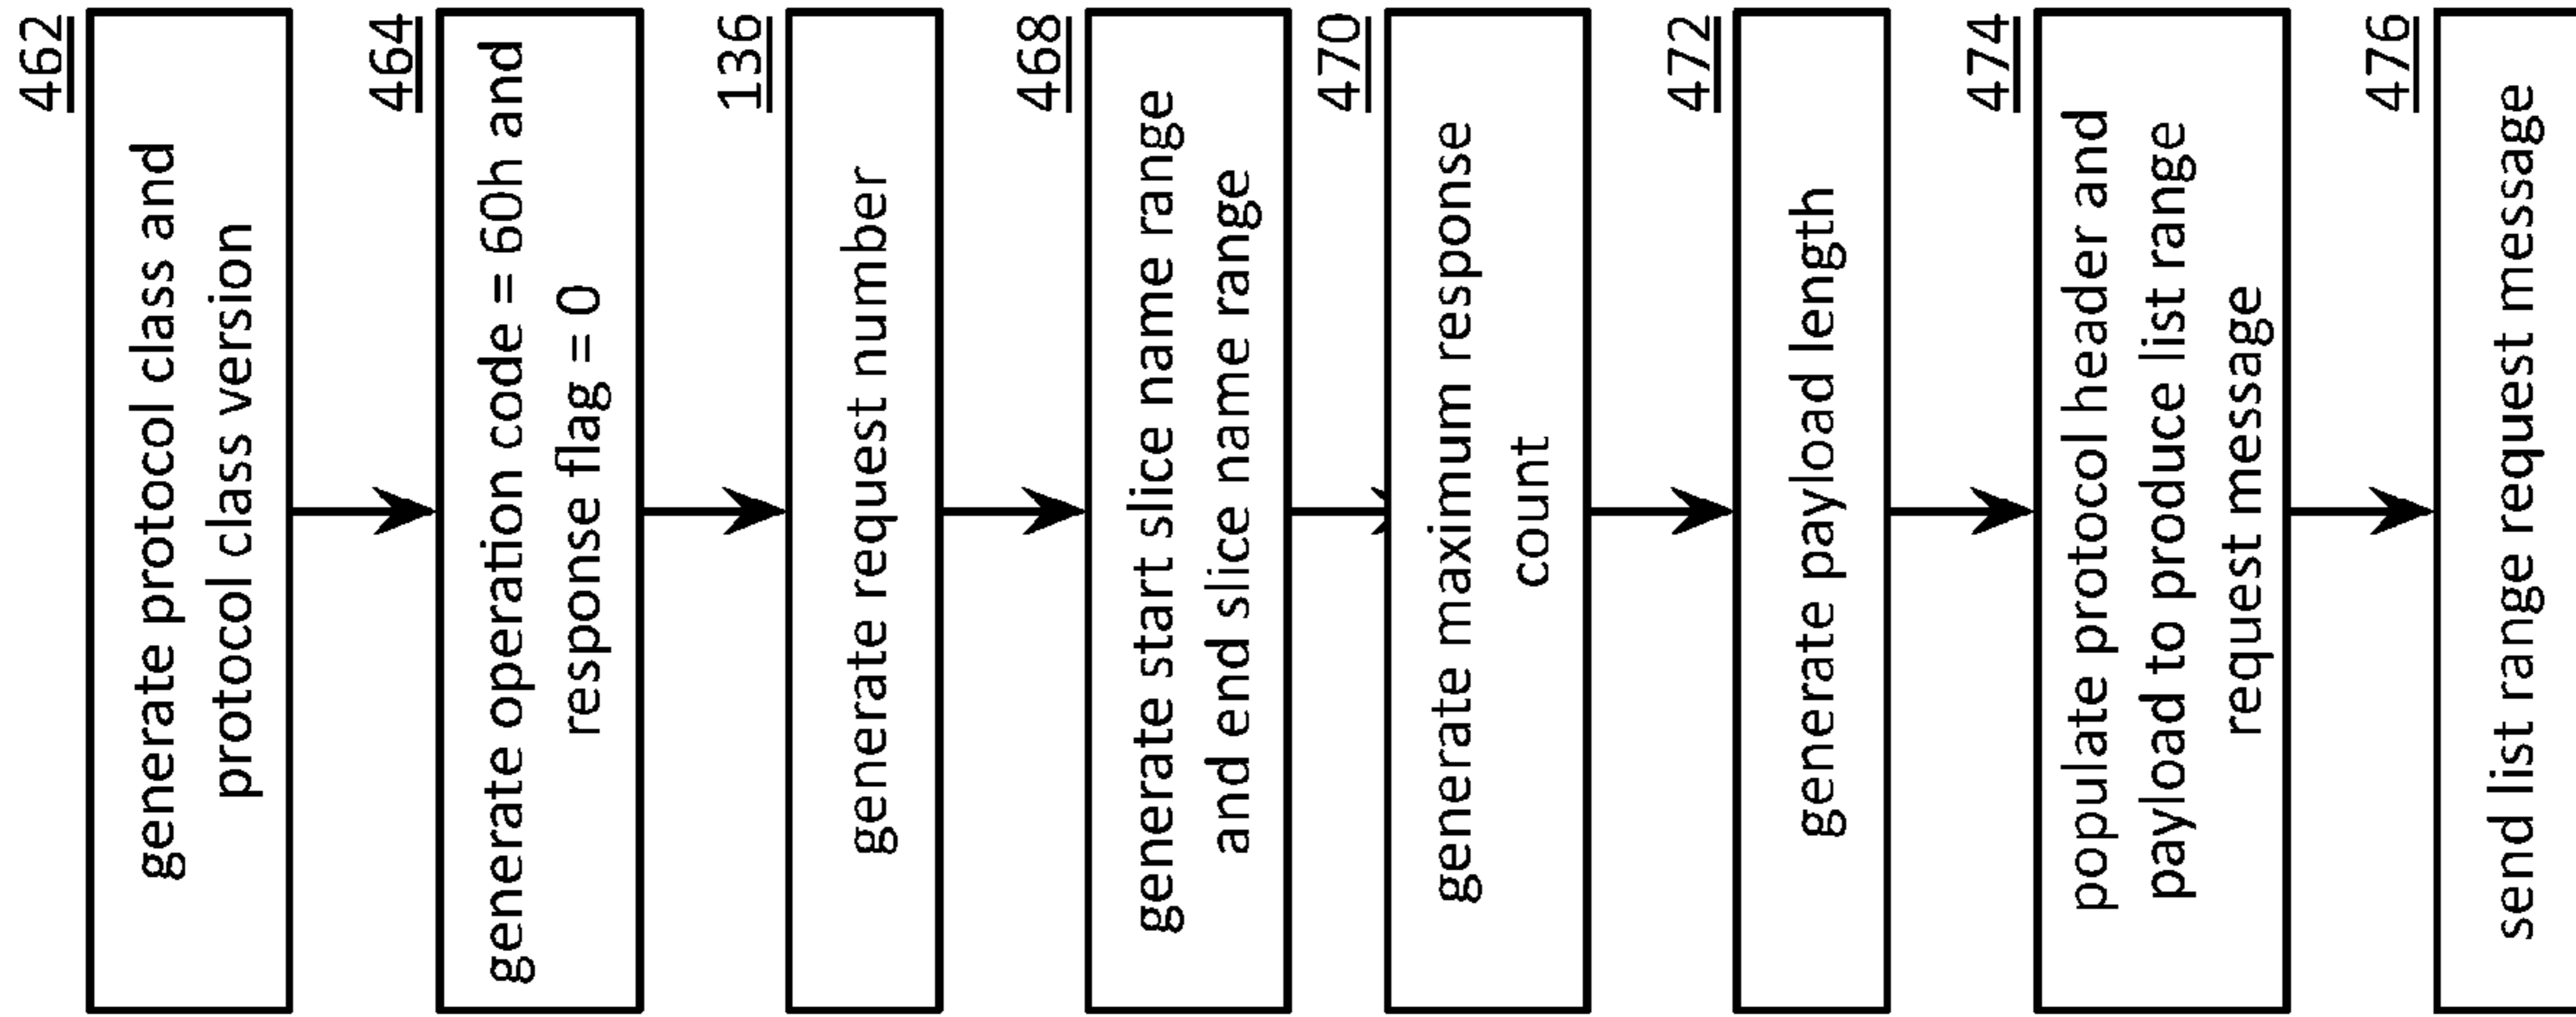 462
generate protocol class and
protocol class version
464
generate operation code = 60h and
response flag = 0
136
generate request number
468
generate start slice name range
and end slice name range
470
generate maximum response
count
472
generate payload length
474
populate protocol header and
payload to produce list range
request message
476
send list range request message